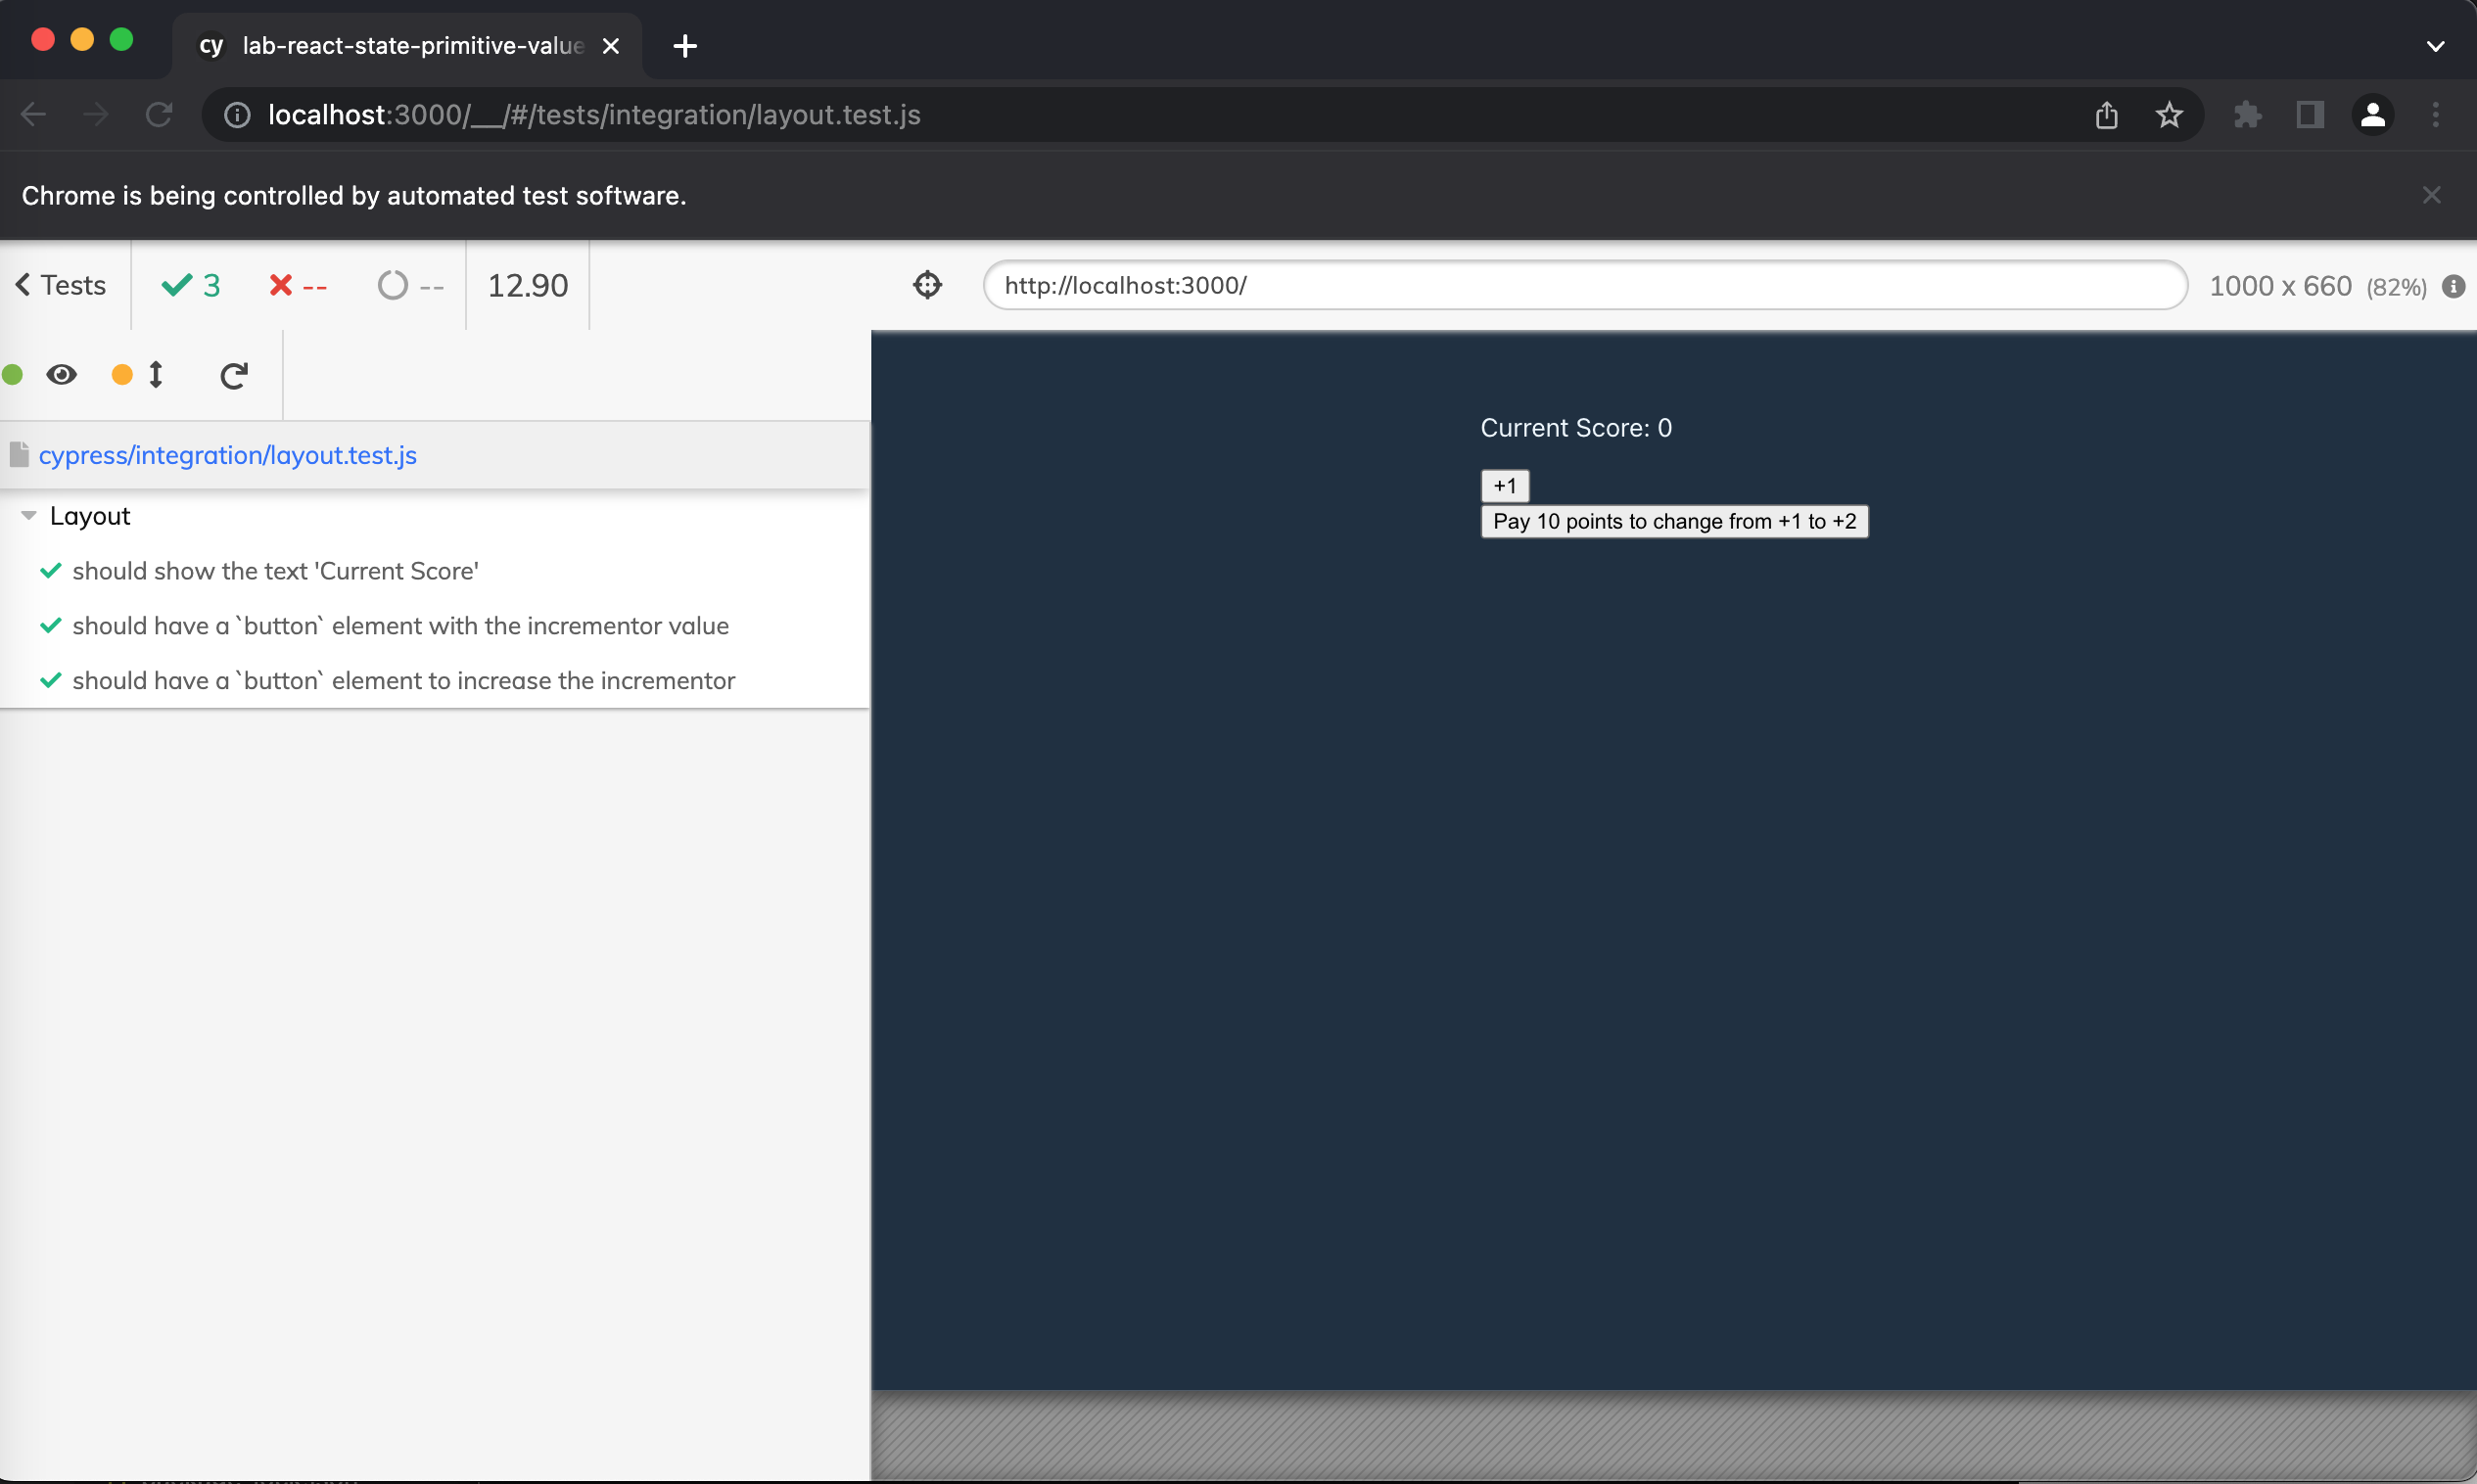 cy lab-react-state-primitive-value
localhost:3000/__/#/tests/integration/layout.test.js
Chrome is being controlled by automated test software.
Tests 3 -- -- 12.90 http://localhost:3000/ 1000 x 660 (82%)
cypress/integration/layout.test.js
Layout
should show the text 'Current Score'
should have a `button` element with the incrementor value
should have a `button` element to increase the incrementor
Current Score: 0
+1
Pay 10 points to change from +1 to +2